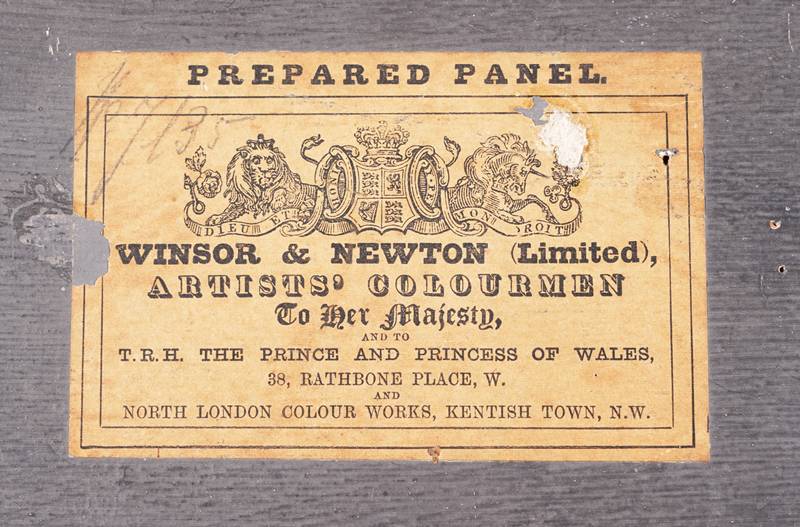 PREPARED PANEL.
DIEU ET MON DROIT
WINSOR & NEWTON (Limited),
ARTISTS' COLOURMEN
To Her Majesty,
AND TO
T.R.H. THE PRINCE AND PRINCESS OF WALES,
38, RATHBONE PLACE, W.
AND
NORTH LONDON COLOUR WORKS, KENTISH TOWN, N.W.